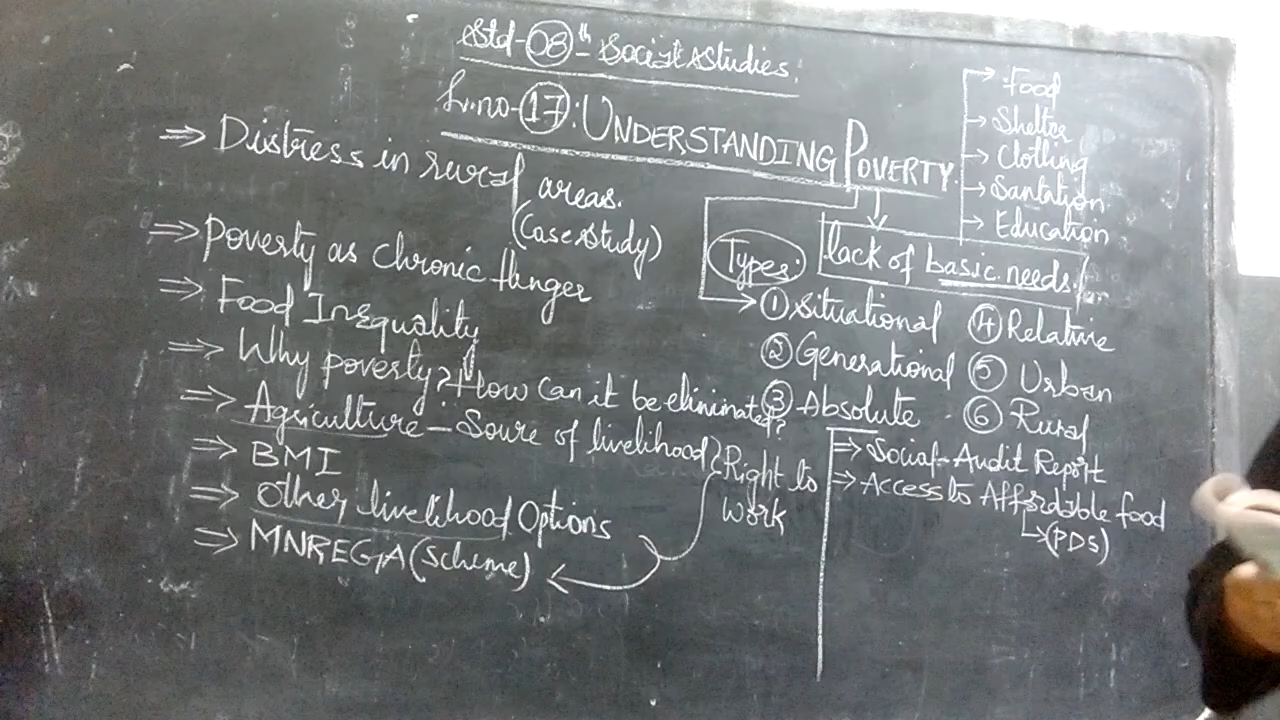 Std-08th Social Studies.
L.no-17: UNDERSTANDING POVERTY.
Food
Shelter
Clothing
Santation
Education
lack of basic needs
⇒ Distress in rural areas.
(Case Study)
⇒ Poverty as chronic Hunger
⇒ Food Inequality
⇒ Why poverty? How can it be eliminated?
⇒ Agriculture - Soure of livelihood
⇒ BMI
⇒ Other livelihood Options
⇒ MNREGA (Scheme)
Right to
work
Types:
① Situational ④ Relative
② Generational ⑤ Urban
③ Absolute ⑥ Rural
⇒ Social-Audit Report
⇒ Access to Affordable food
(PDS)